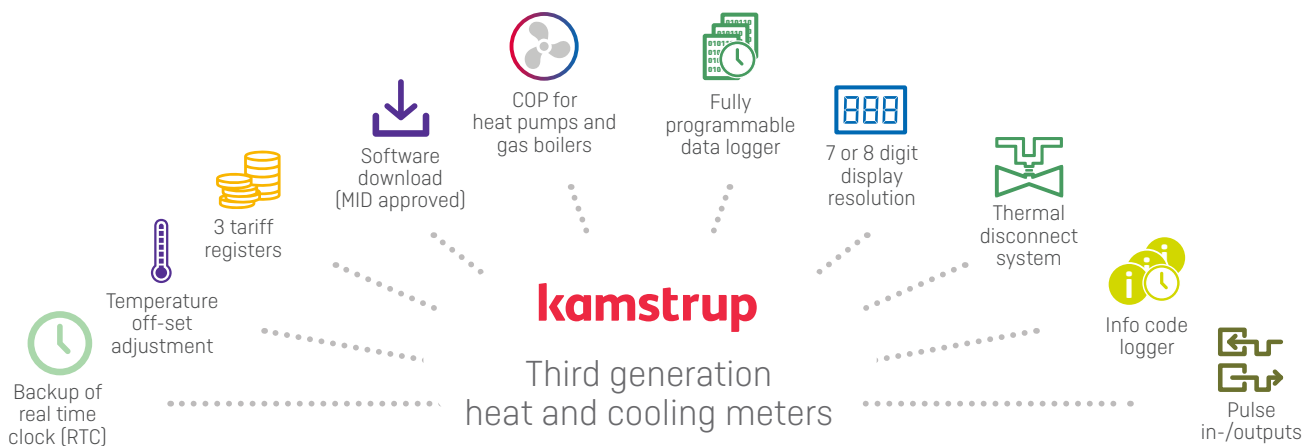 COP for
heat pumps and
gas boilers
Fully
programmable
data logger
Software
download
(MID approved)
7 or 8 digit
display
resolution
3 tariff
registers
Thermal
disconnect
system
Temperature
off-set
adjustment
Info code
logger
Backup of
real time
clock (RTC)
Pulse
in-/outputs
kamstrup
Third generation
heat and cooling meters
888